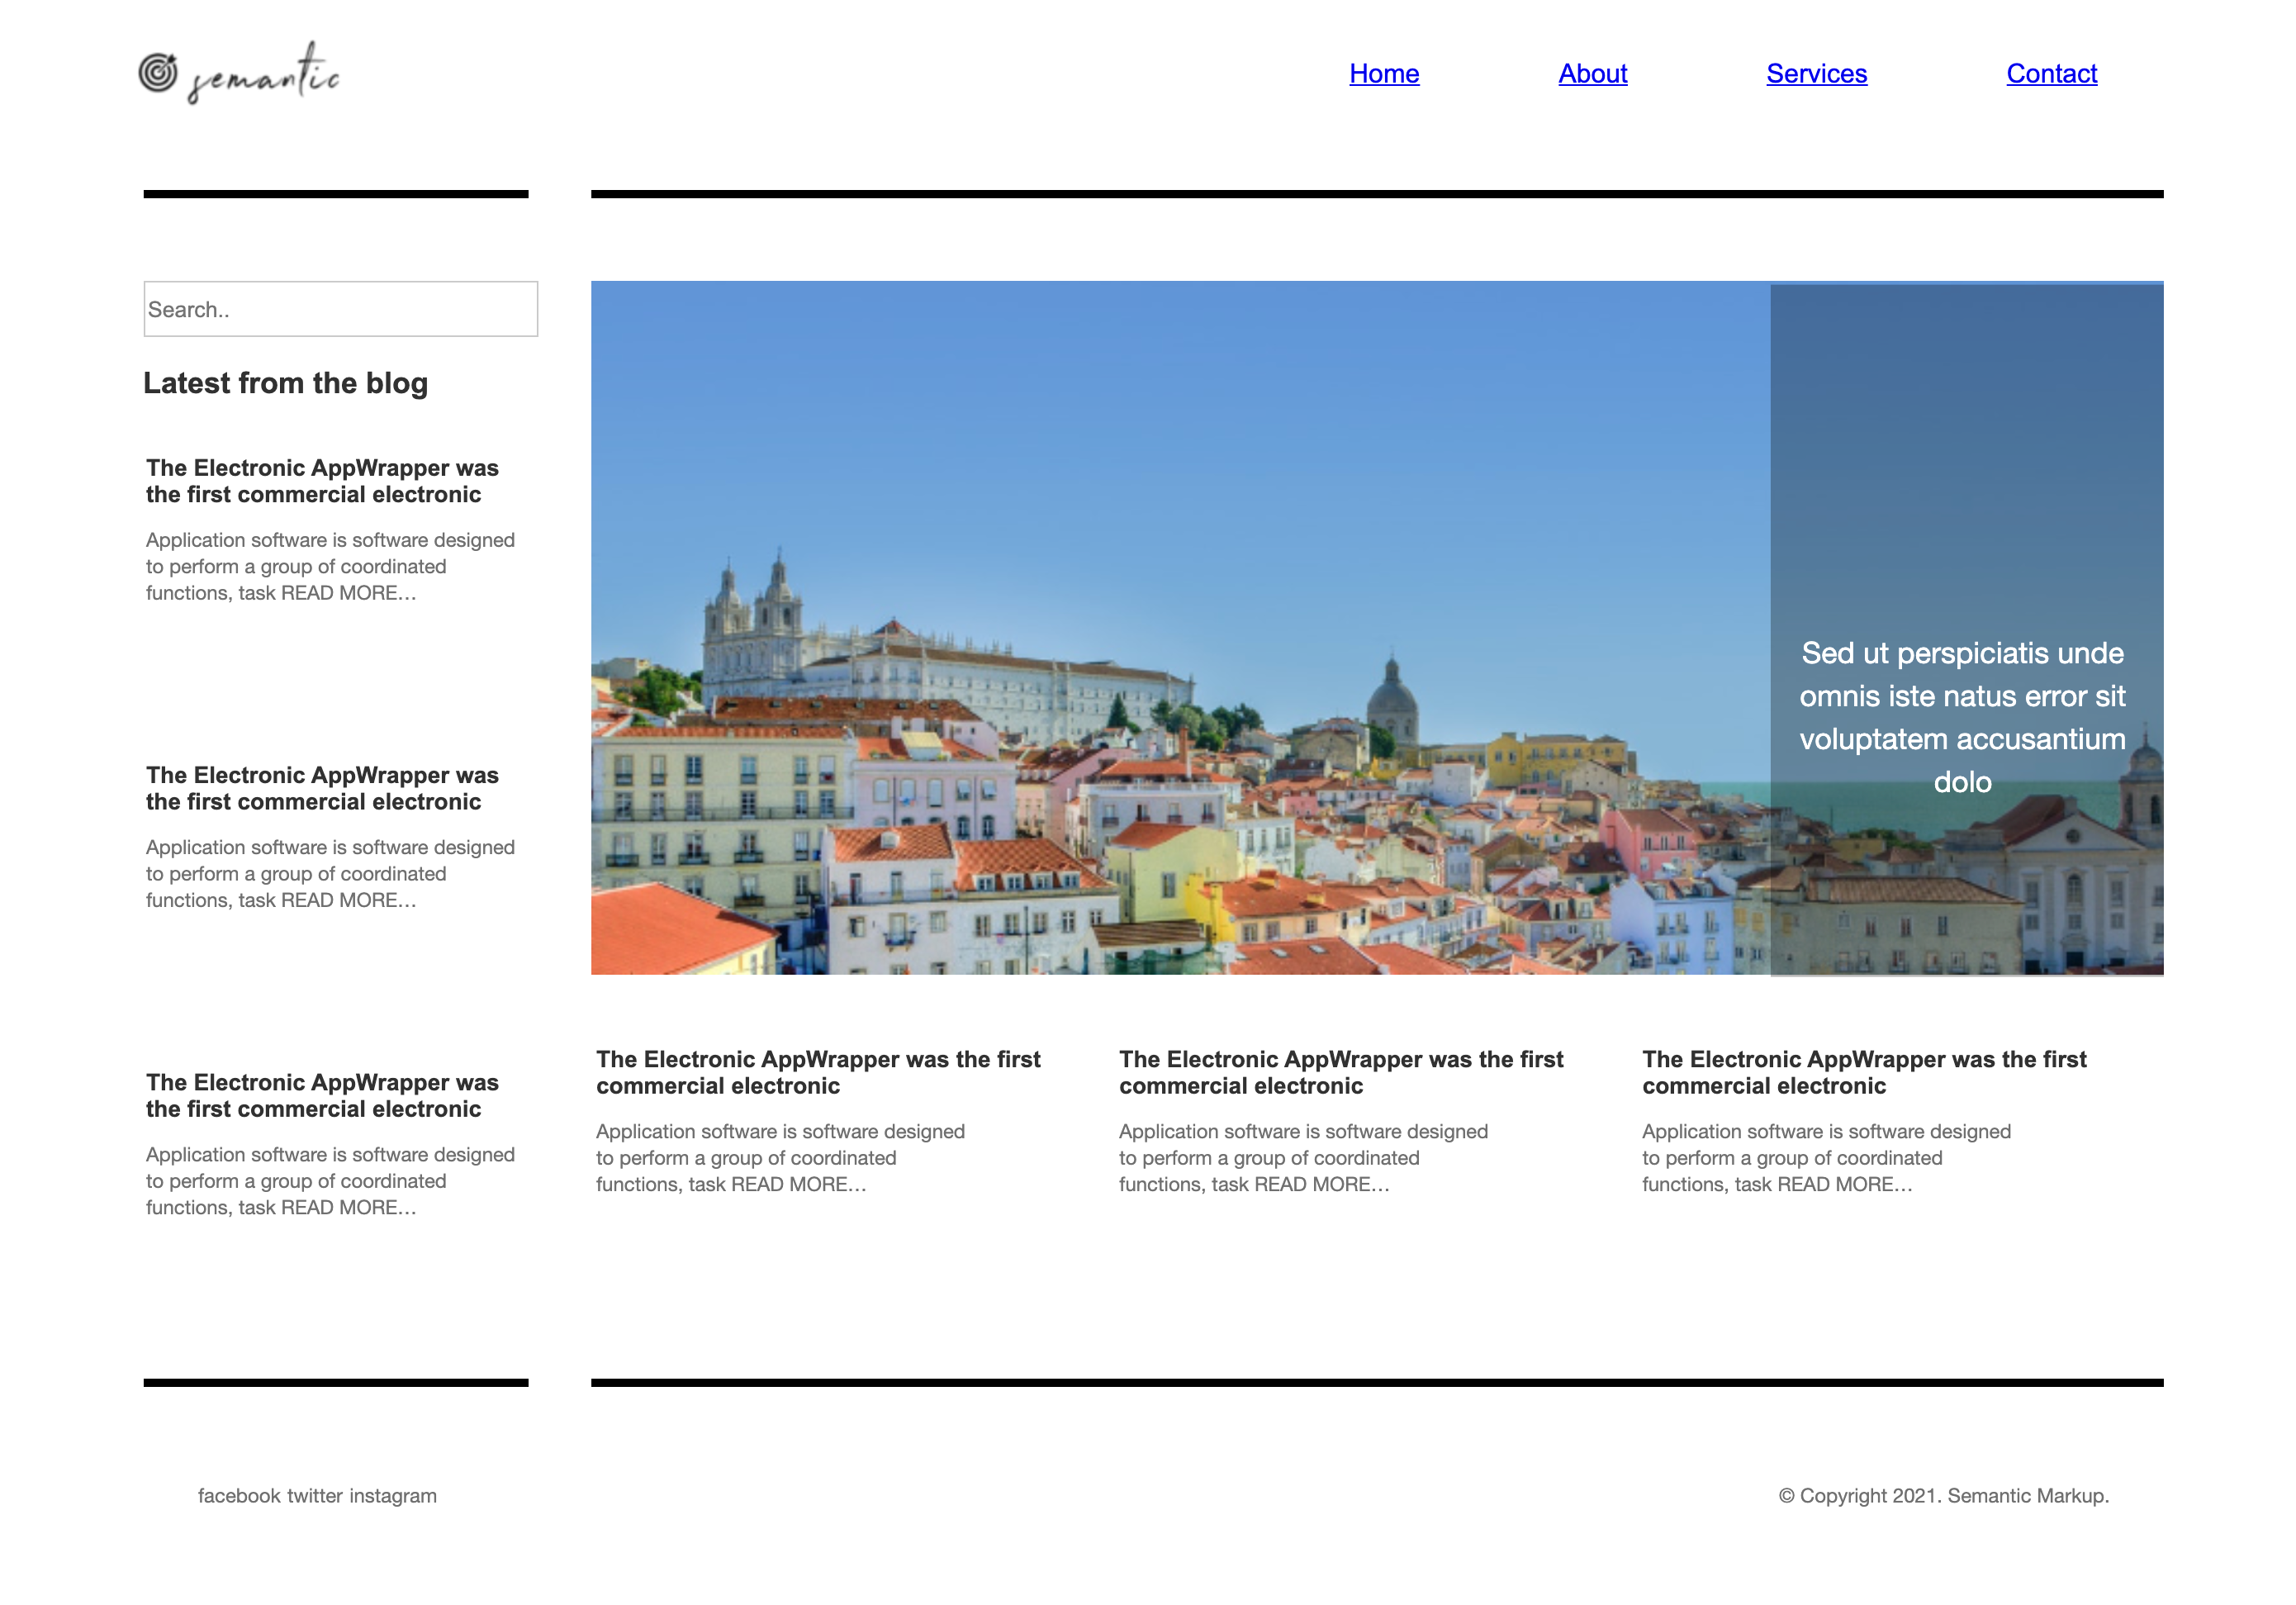 semantic
Home About Services Contact
Search..
Latest from the blog
The Electronic AppWrapper was
the first commercial electronic
Application software is software designed
to perform a group of coordinated
functions, task READ MORE…
The Electronic AppWrapper was
the first commercial electronic
Application software is software designed
to perform a group of coordinated
functions, task READ MORE…
The Electronic AppWrapper was
the first commercial electronic
Application software is software designed
to perform a group of coordinated
functions, task READ MORE…
Sed ut perspiciatis unde
omnis iste natus error sit
voluptatem accusantium
dolo
The Electronic AppWrapper was the first
commercial electronic
Application software is software designed
to perform a group of coordinated
functions, task READ MORE…
The Electronic AppWrapper was the first
commercial electronic
Application software is software designed
to perform a group of coordinated
functions, task READ MORE…
The Electronic AppWrapper was the first
commercial electronic
Application software is software designed
to perform a group of coordinated
functions, task READ MORE…
facebook twitter instagram
© Copyright 2021. Semantic Markup.